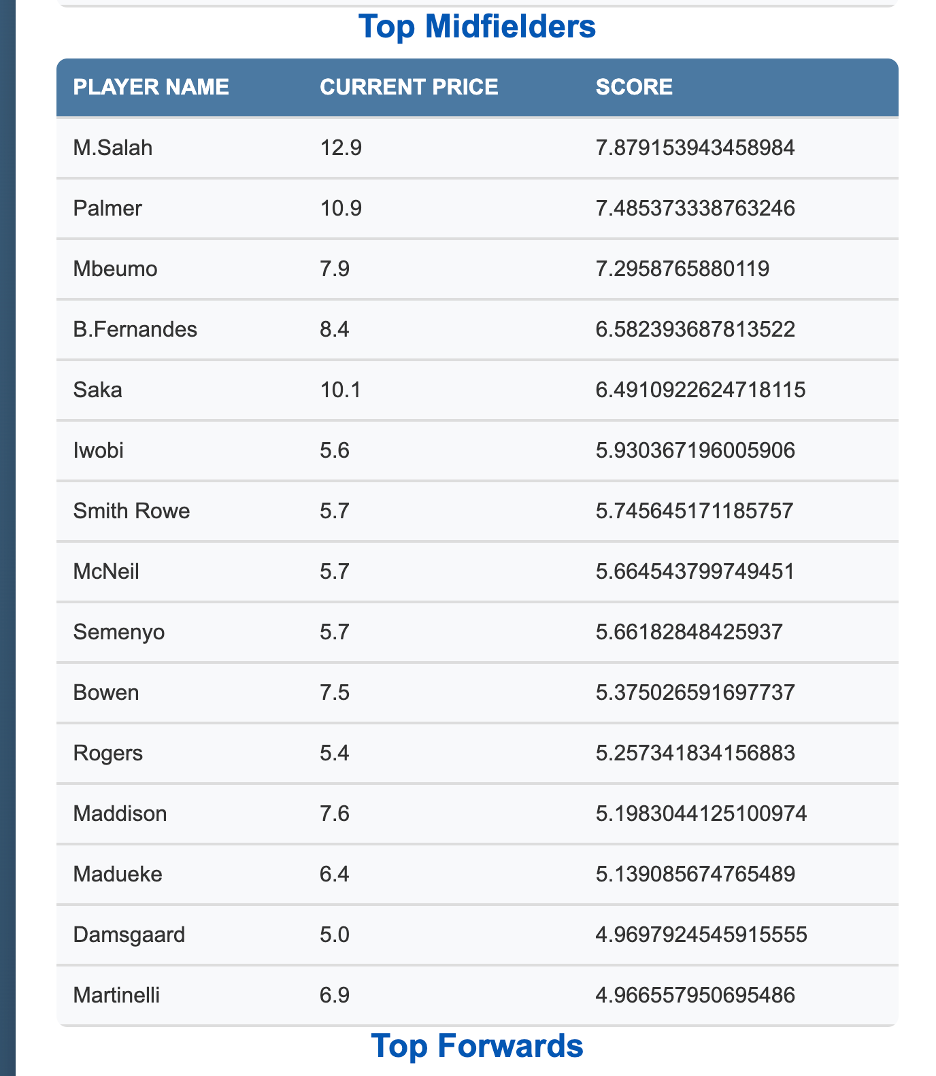 Top Midfielders
PLAYER NAME CURRENT PRICE SCORE
M.Salah 12.9 7.879153943458984
Palmer 10.9 7.485373338763246
Mbeumo 7.9 7.2958765880119
B.Fernandes 8.4 6.582393687813522
Saka 10.1 6.4910922624718115
Iwobi 5.6 5.930367196005906
Smith Rowe 5.7 5.745645171185757
McNeil 5.7 5.664543799749451
Semenyo 5.7 5.66182848425937
Bowen 7.5 5.375026591697737
Rogers 5.4 5.257341834156883
Maddison 7.6 5.1983044125100974
Madueke 6.4 5.139085674765489
Damsgaard 5.0 4.9697924545915555
Martinelli 6.9 4.966557950695486
Top Forwards